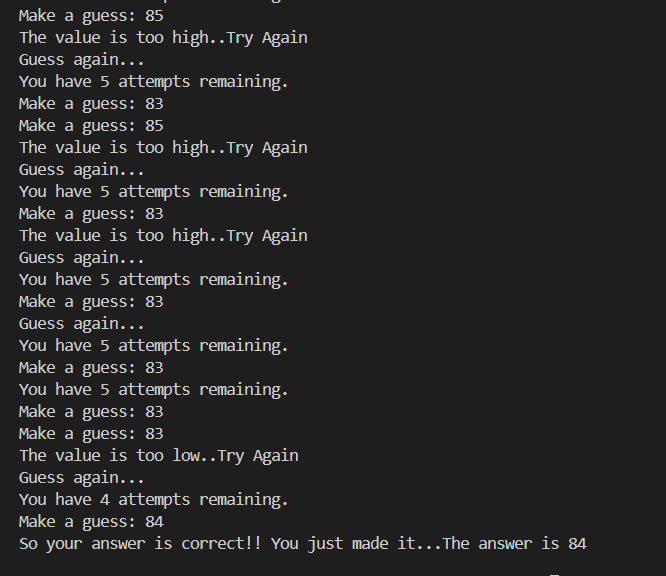 Make a guess: 85
The value is too high..Try Again
Guess again...
You have 5 attempts remaining.
Make a guess: 83
Make a guess: 85
The value is too high..Try Again
Guess again...
You have 5 attempts remaining.
Make a guess: 83
The value is too high..Try Again
Guess again...
You have 5 attempts remaining.
Make a guess: 83
Guess again...
You have 5 attempts remaining.
Make a guess: 83
You have 5 attempts remaining.
Make a guess: 83
Make a guess: 83
The value is too low..Try Again
Guess again...
You have 4 attempts remaining.
Make a guess: 84
So your answer is correct!! You just made it...The answer is 84